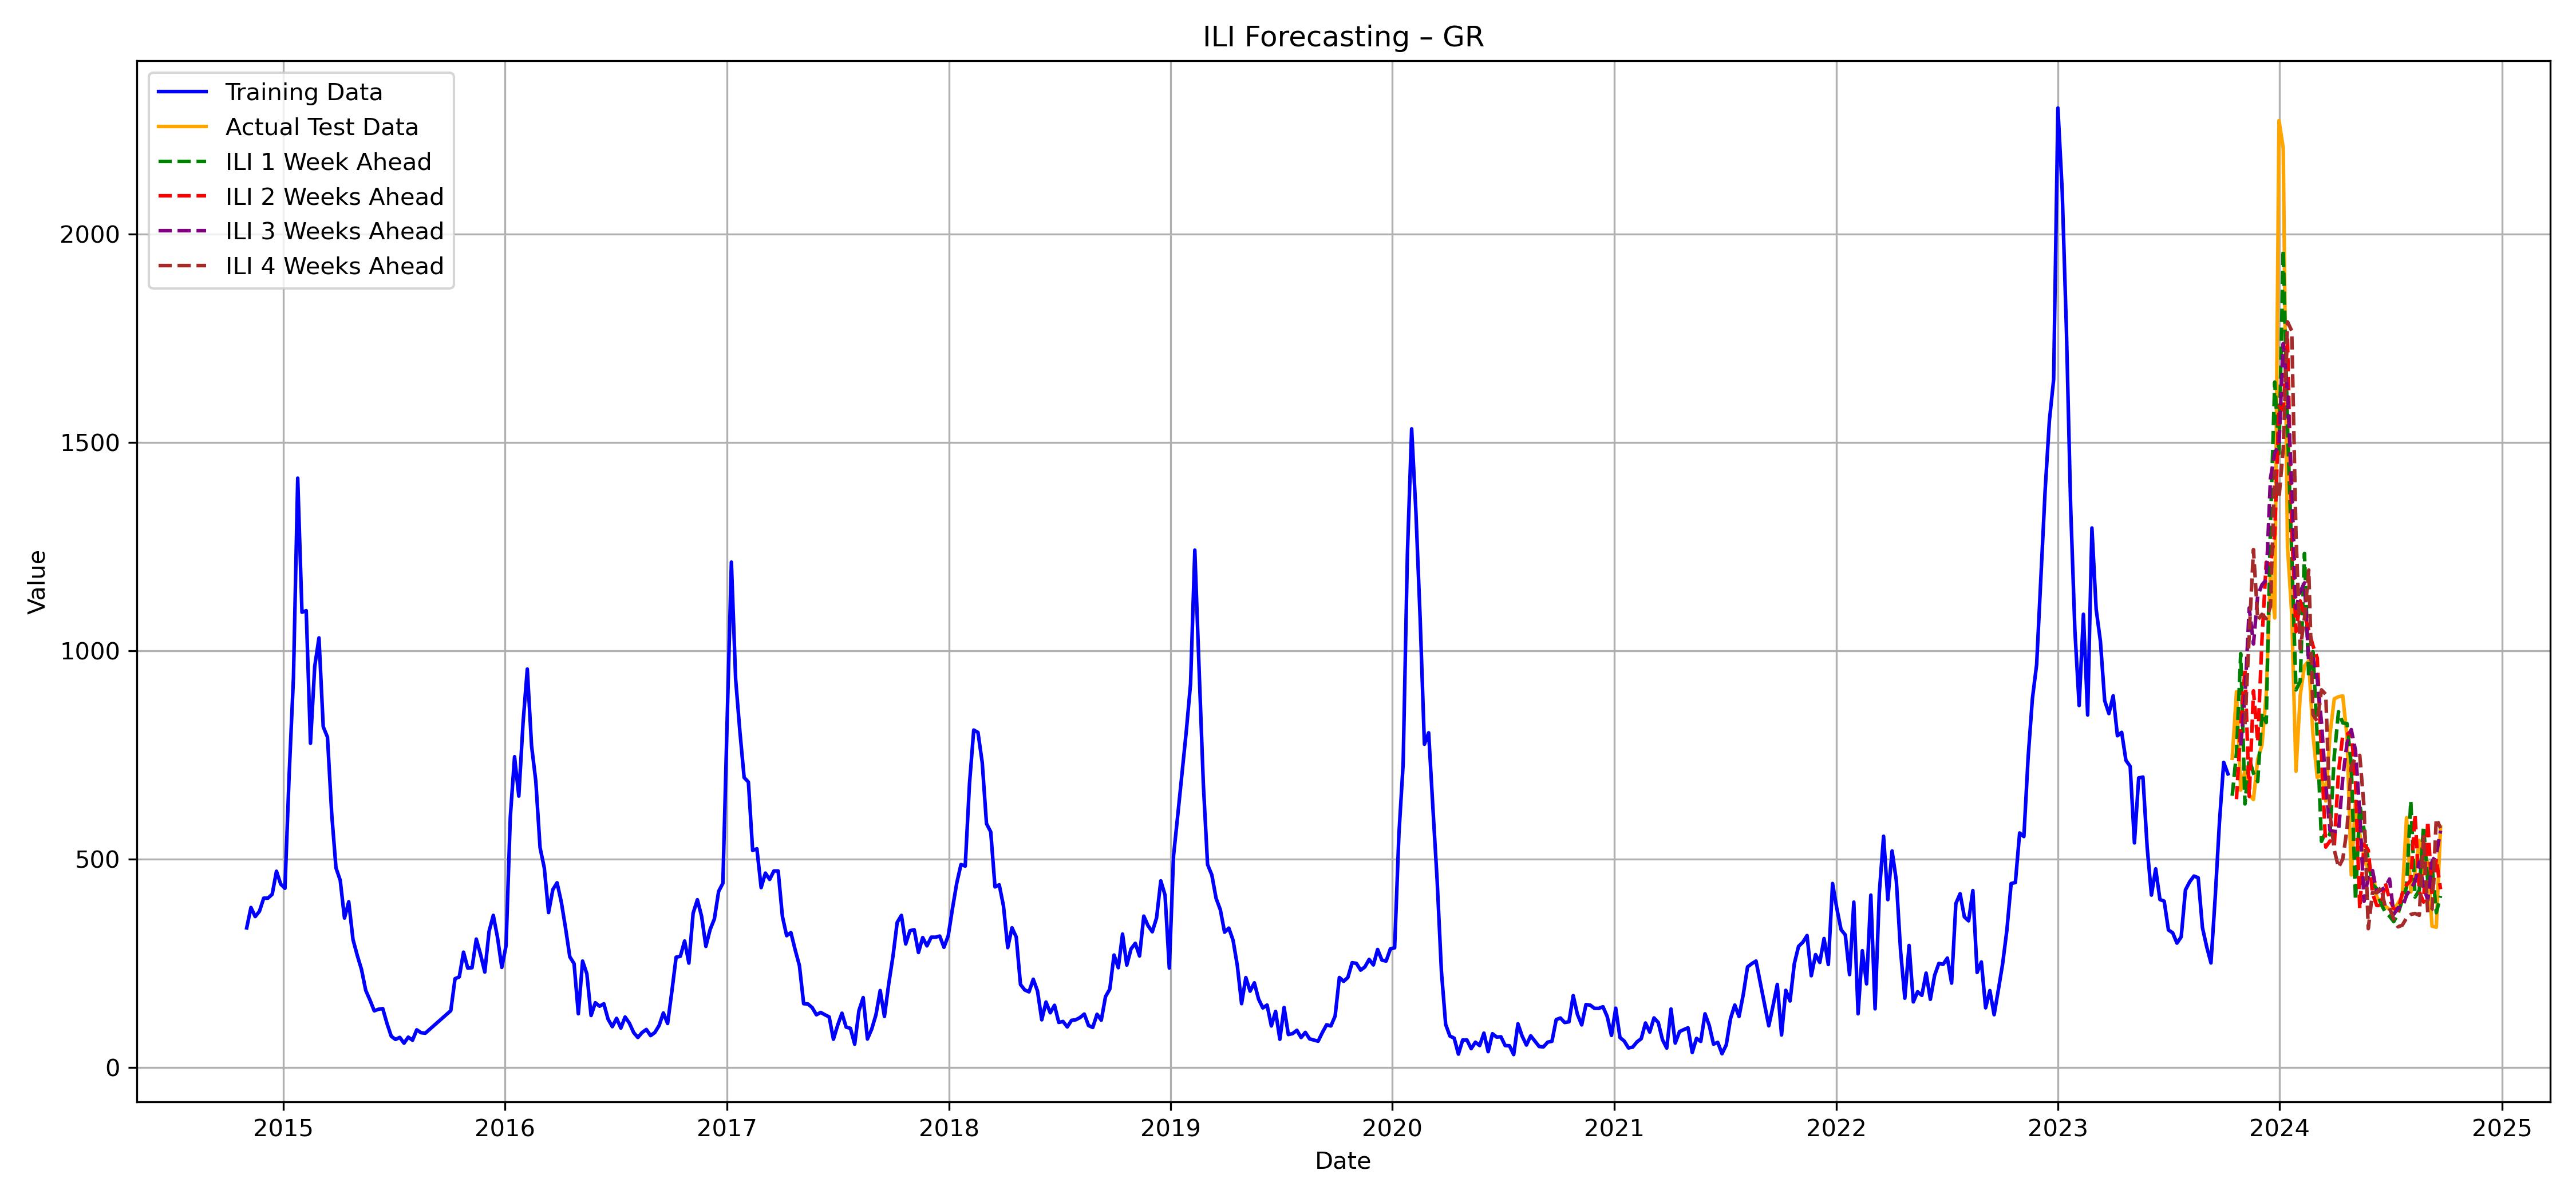 ILI Forecasting – GR
Training Data
Actual Test Data
ILI 1 Week Ahead
ILI 2 Weeks Ahead
ILI 3 Weeks Ahead
ILI 4 Weeks Ahead
Value
2000
1500
1000
500
0
2015 2016 2017 2018 2019 2020 2021 2022 2023 2024 2025
Date